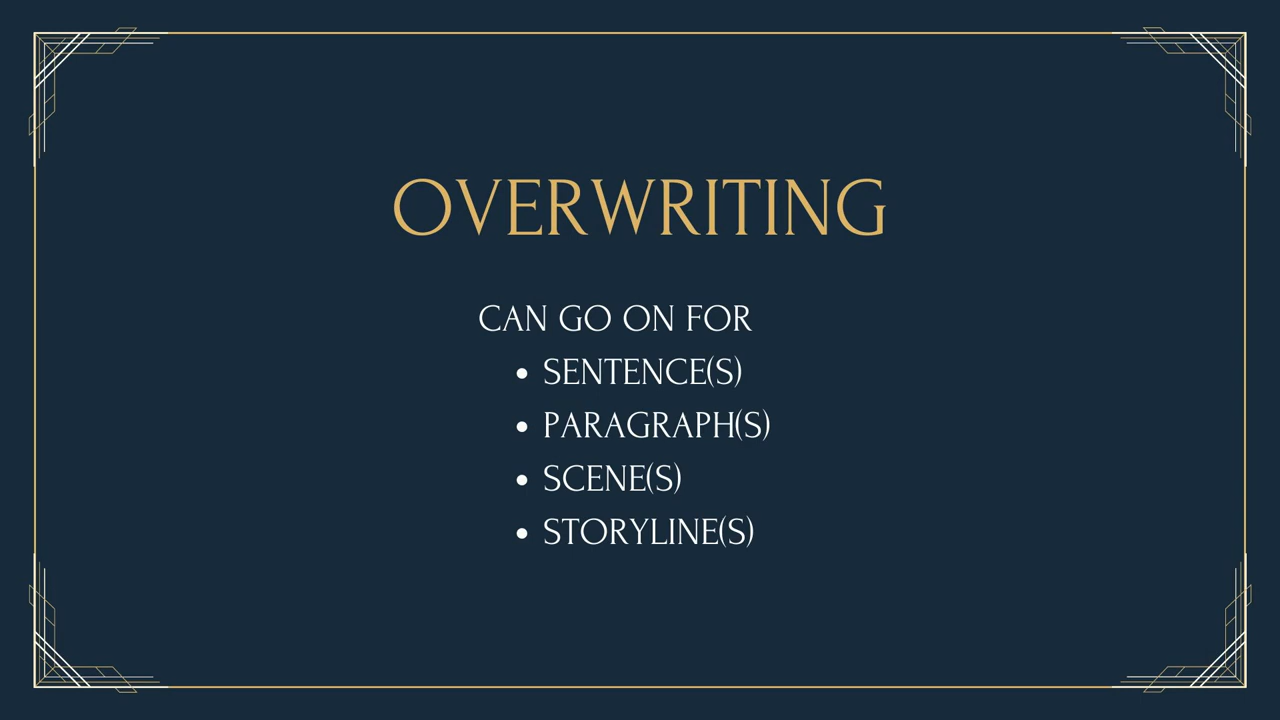 OVERWRITING
CAN GO ON FOR
• SENTENCE(S)
• PARAGRAPH(S)
• SCENE(S)
• STORYLINE(S)